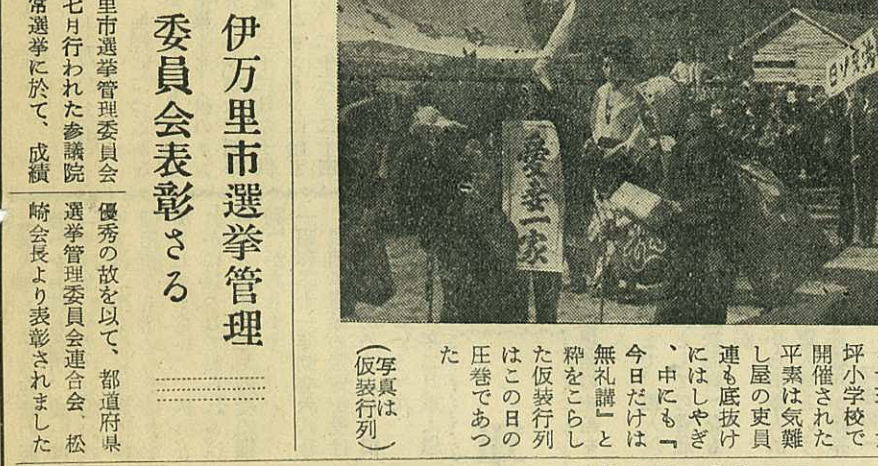 坪小学校で
開催された
平素は気難
し屋の吏員
連も底抜け
にはしやぎ
、中にも『
今日だけは
無礼講』と
粋をこらし
た仮装行列
はこの日の
圧巻であつ
た
(写真は
仮装行列)
愛妻一家
伊万里市選挙管理
委員会表彰さる
里市選挙管理委員会
七月行われた参議院
常選挙に於て、成績
優秀の故を以て、都道府県
選挙管理委員会連合会 松
崎会長より表彰されました